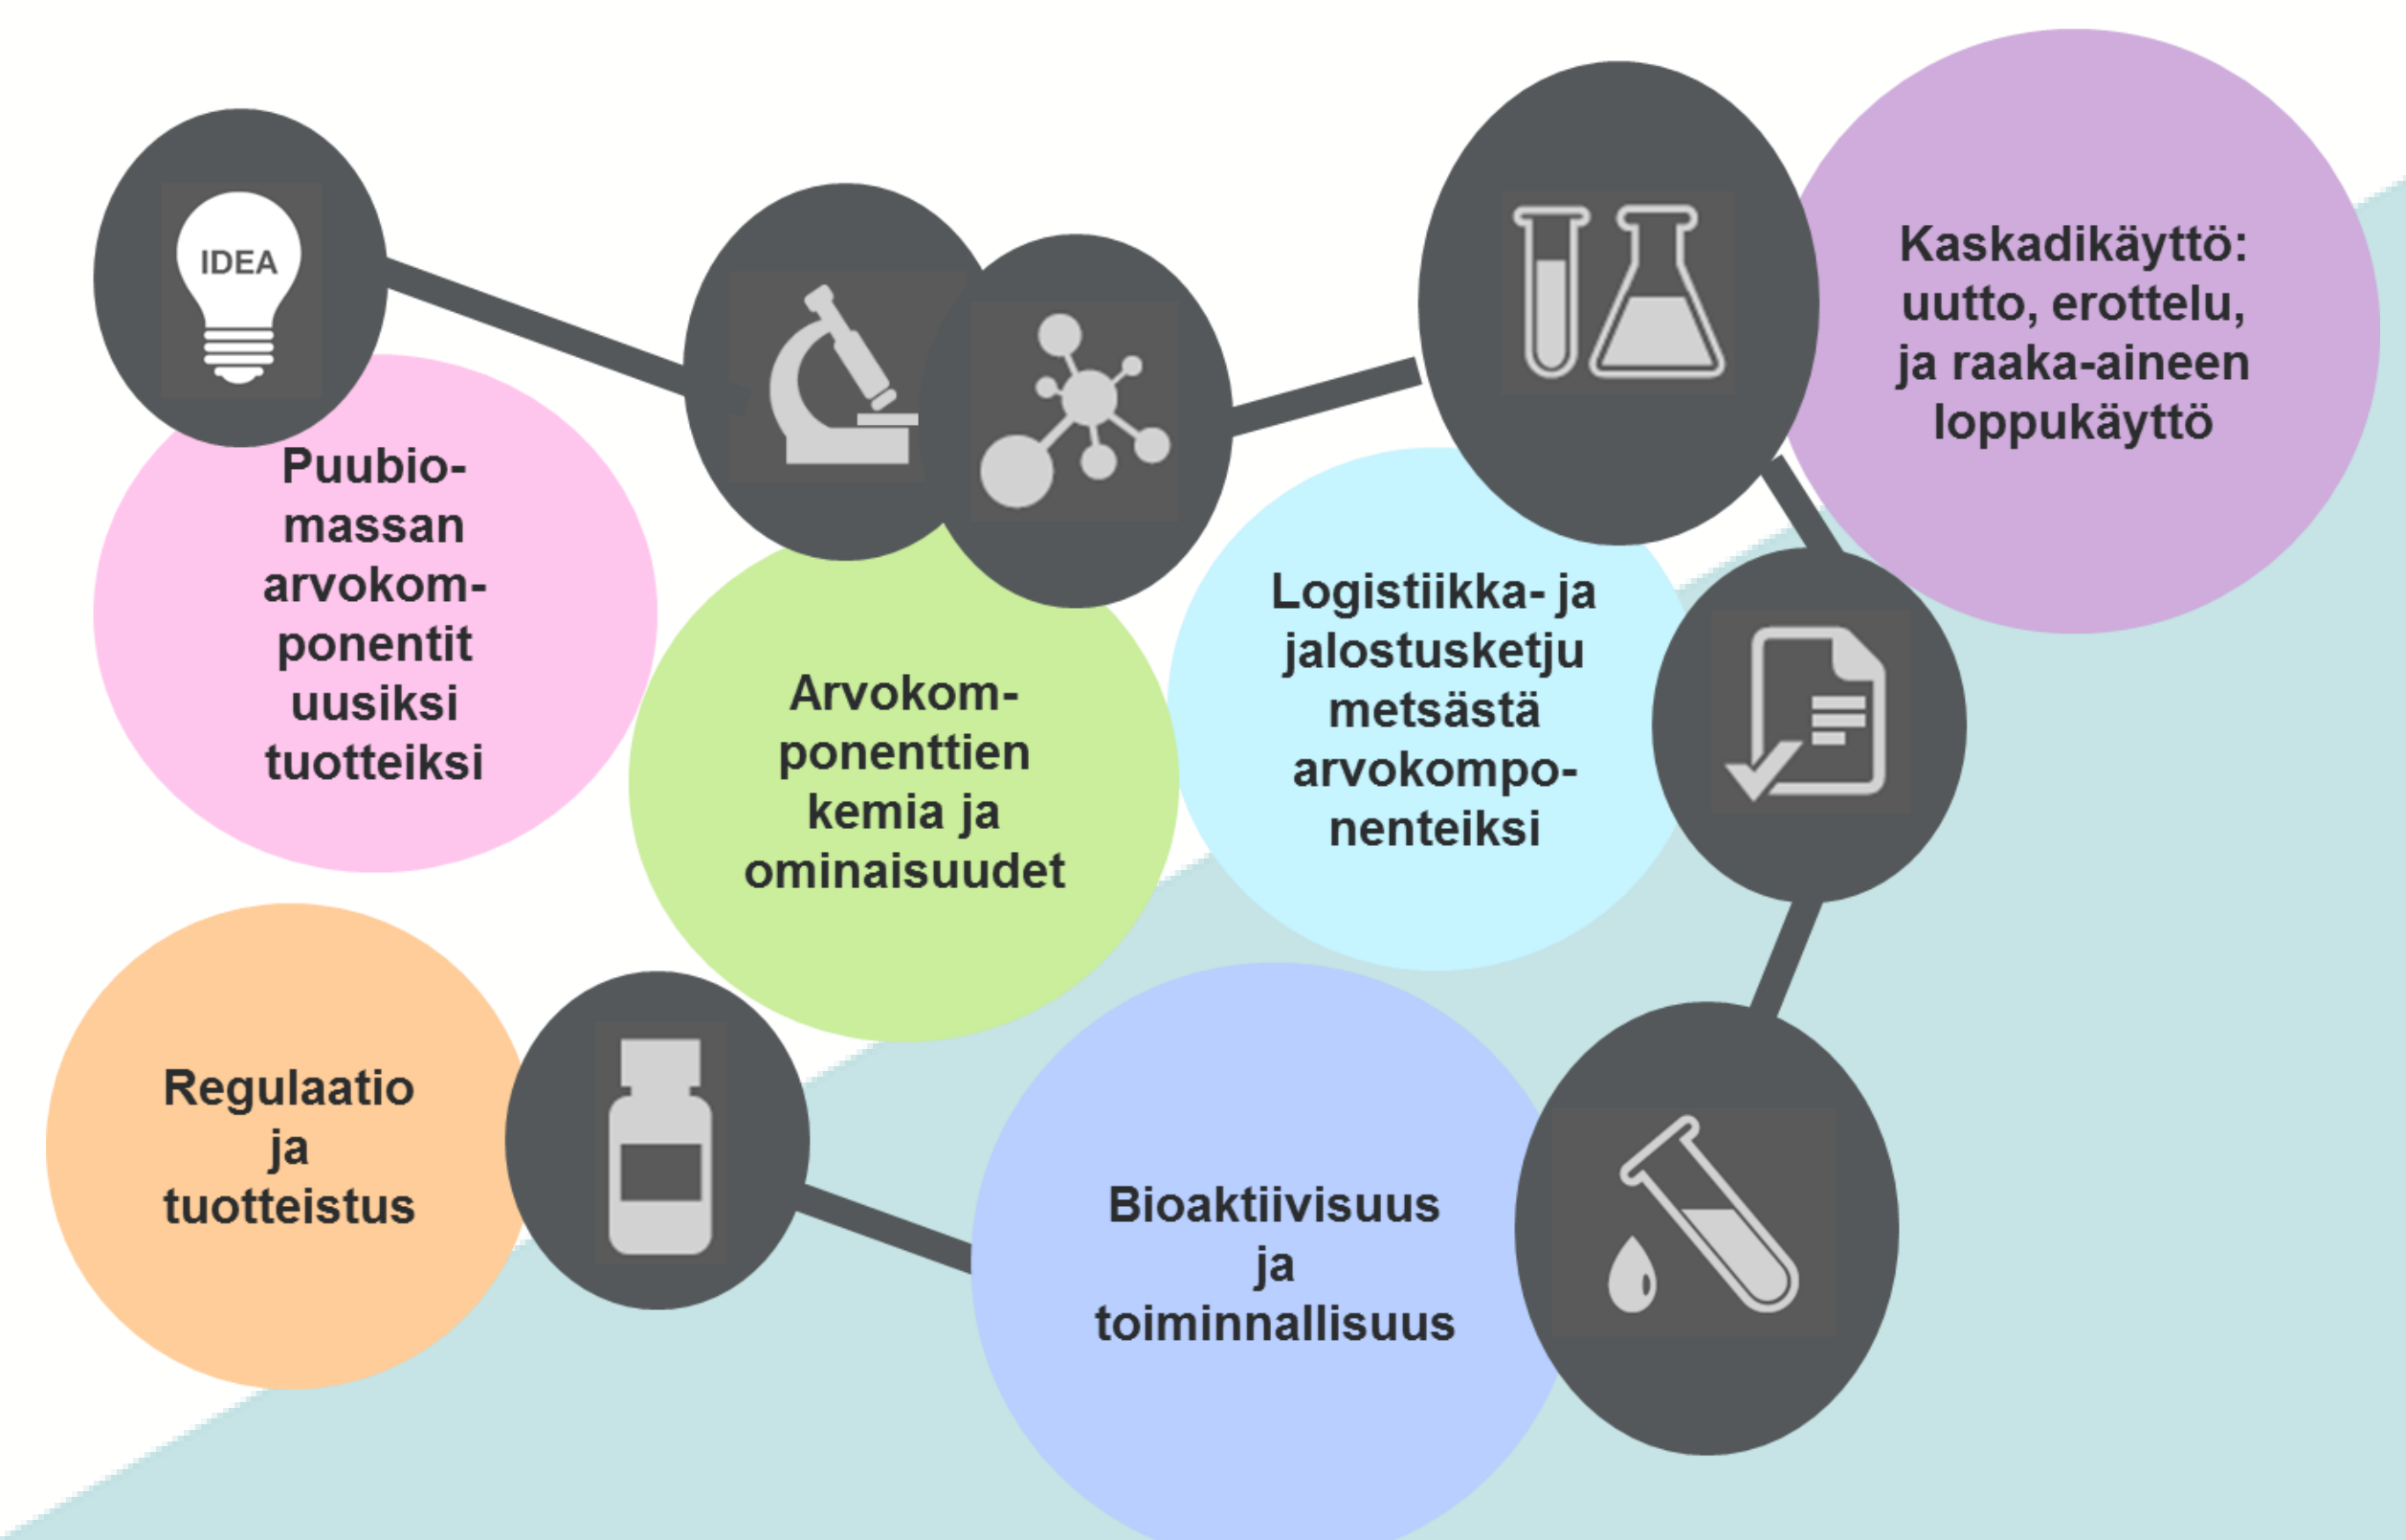 IDEA
Puubio-
massan
arvokom-
ponentit
uusiksi
tuotteiksi
Arvokom-
ponenttien
kemia ja
ominaisuudet
Logistiikka- ja
jalostusketju
metsästä
arvokompo-
nenteiksi
Kaskadikäyttö:
uutto, erottelu,
ja raaka-aineen
loppukäyttö
Bioaktiivisuus
ja
toiminnallisuus
Regulaatio
ja
tuotteistus